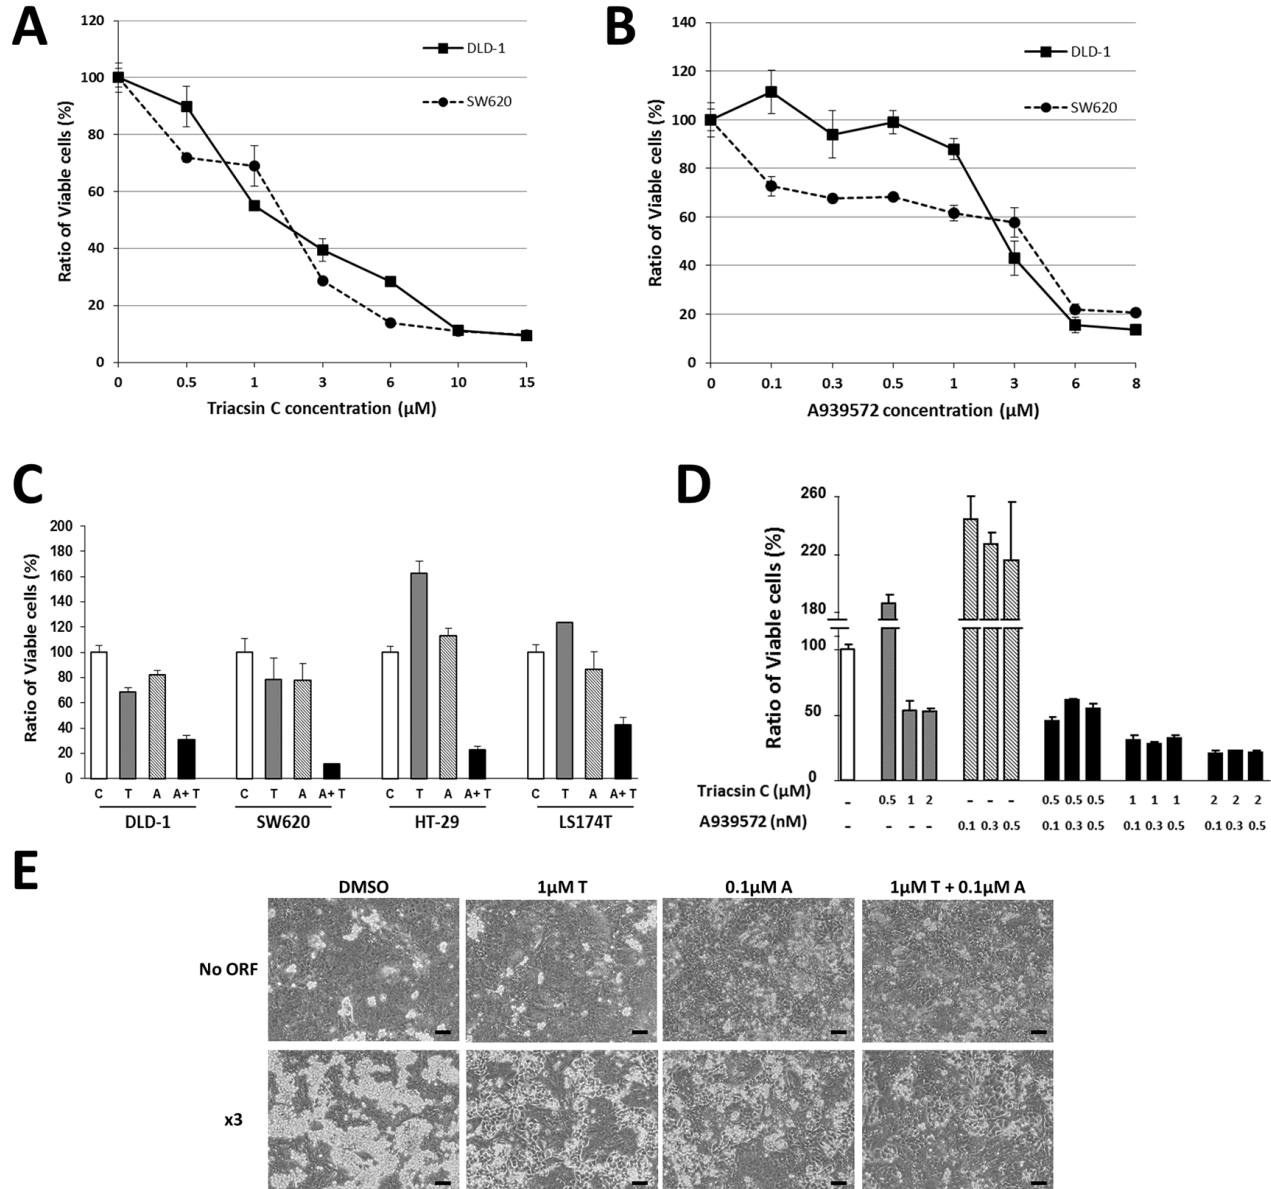 A
Ratio of Viable cells (%)
120
100
80
60
40
20
0
DLD-1
SW620
0 0.5 1 3 6 10 15
Triacsin C concentration (µM)
B
Ratio of Viable cells (%)
140
120
100
80
60
40
20
0
DLD-1
SW620
0 0.1 0.3 0.5 1 3 6 8
A939572 concentration (µM)
C
Ratio of Viable cells (%)
200
180
160
140
120
100
80
60
40
20
0
C T A A+ T C T A A+ T C T A A+ T C T A A+ T
DLD-1 SW620 HT-29 LS174T
D
Ratio of Viable cells (%)
260
220
180
100
50
0
Triacsin C (µM) - 0.5 1 2 - - - 0.5 0.5 0.5 1 1 1 2 2 2
A939572 (nM) - - - - 0.1 0.3 0.5 0.1 0.3 0.5 0.1 0.3 0.5 0.1 0.3 0.5
E
DMSO 1µM T 0.1µM A 1µM T + 0.1µM A
No ORF
x3